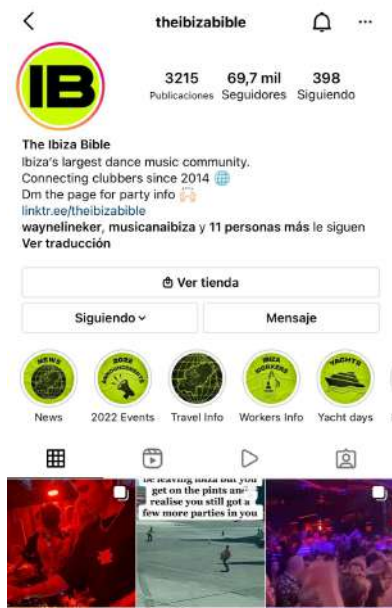 theibizabible
IB
3215 69,7 mil 398
Publicaciones Seguidores Siguiendo
The Ibiza Bible
Ibiza's largest dance music community.
Connecting clubbers since 2014 🌐
Dm the page for party info 🙌🏻
linktr.ee/theibizabible
waynelineker, musicanaibiza y 11 personas más le siguen
Ver traducción
Ver tienda
Siguiendo Mensaje
NEWS
2022
ANNOUNCEMENTS
IBIZA
WORKERS
YACHTS
News 2022 Events Travel Info Workers Info Yacht days
be leaving ibiza but you
get on the pints and
realise you still got a
few more parties in you